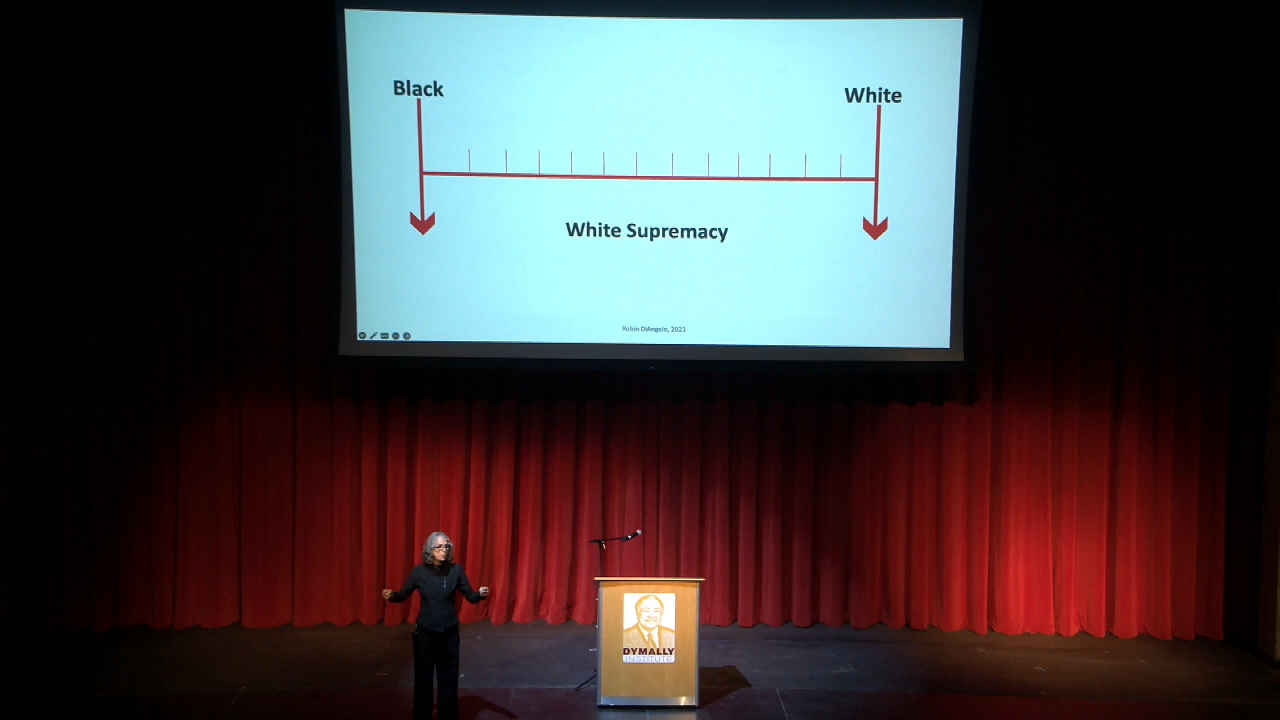 Black
White
White Supremacy
Robin DiAngelo, 2023
DYMALLY
INSTITUTE